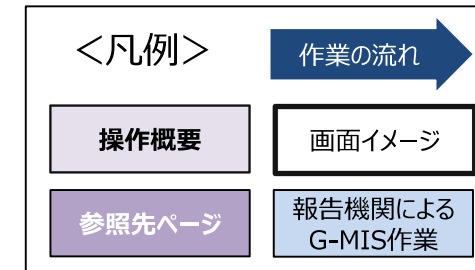 ＜凡例＞
作業の流れ
操作概要
画面イメージ
参照先ページ
報告機関による
G-MIS作業